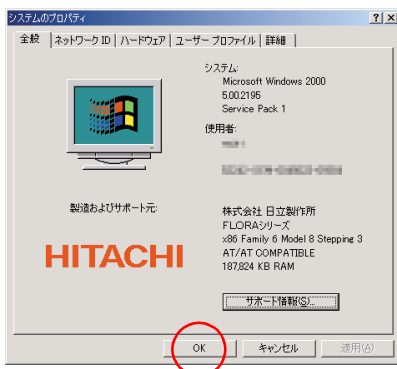 システムのプロパティ
? ×
全般 ネットワーク ID ハードウェア ユーザー プロファイル 詳細
システム:
Microsoft Windows 2000
5.00.2195
Service Pack 1
使用者:
製造およびサポート元:
HITACHI
株式会社 日立製作所
FLORAシリーズ
x86 Family 6 Model 8 Stepping 3
AT/AT COMPATIBLE
187,824 KB RAM
サポート情報(S)...
OK キャンセル 適用(A)